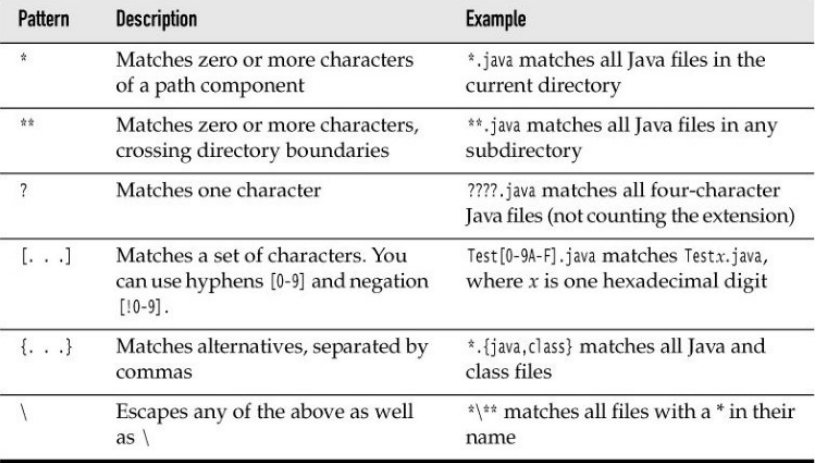 Pattern Description Example
* Matches zero or more characters *.java matches all Java files in the
of a path component current directory
** Matches zero or more characters, **.java matches all Java files in any
crossing directory boundaries subdirectory
? Matches one character ????.java matches all four-character
Java files (not counting the extension)
[. . .] Matches a set of characters. You Test[0-9A-F].java matches Testx.java,
can use hyphens [0-9] and negation where x is one hexadecimal digit
[!0-9].
{. . .} Matches alternatives, separated by *.{java,class} matches all Java and
commas class files
\ Escapes any of the above as well *\** matches all files with a * in their
as \ name